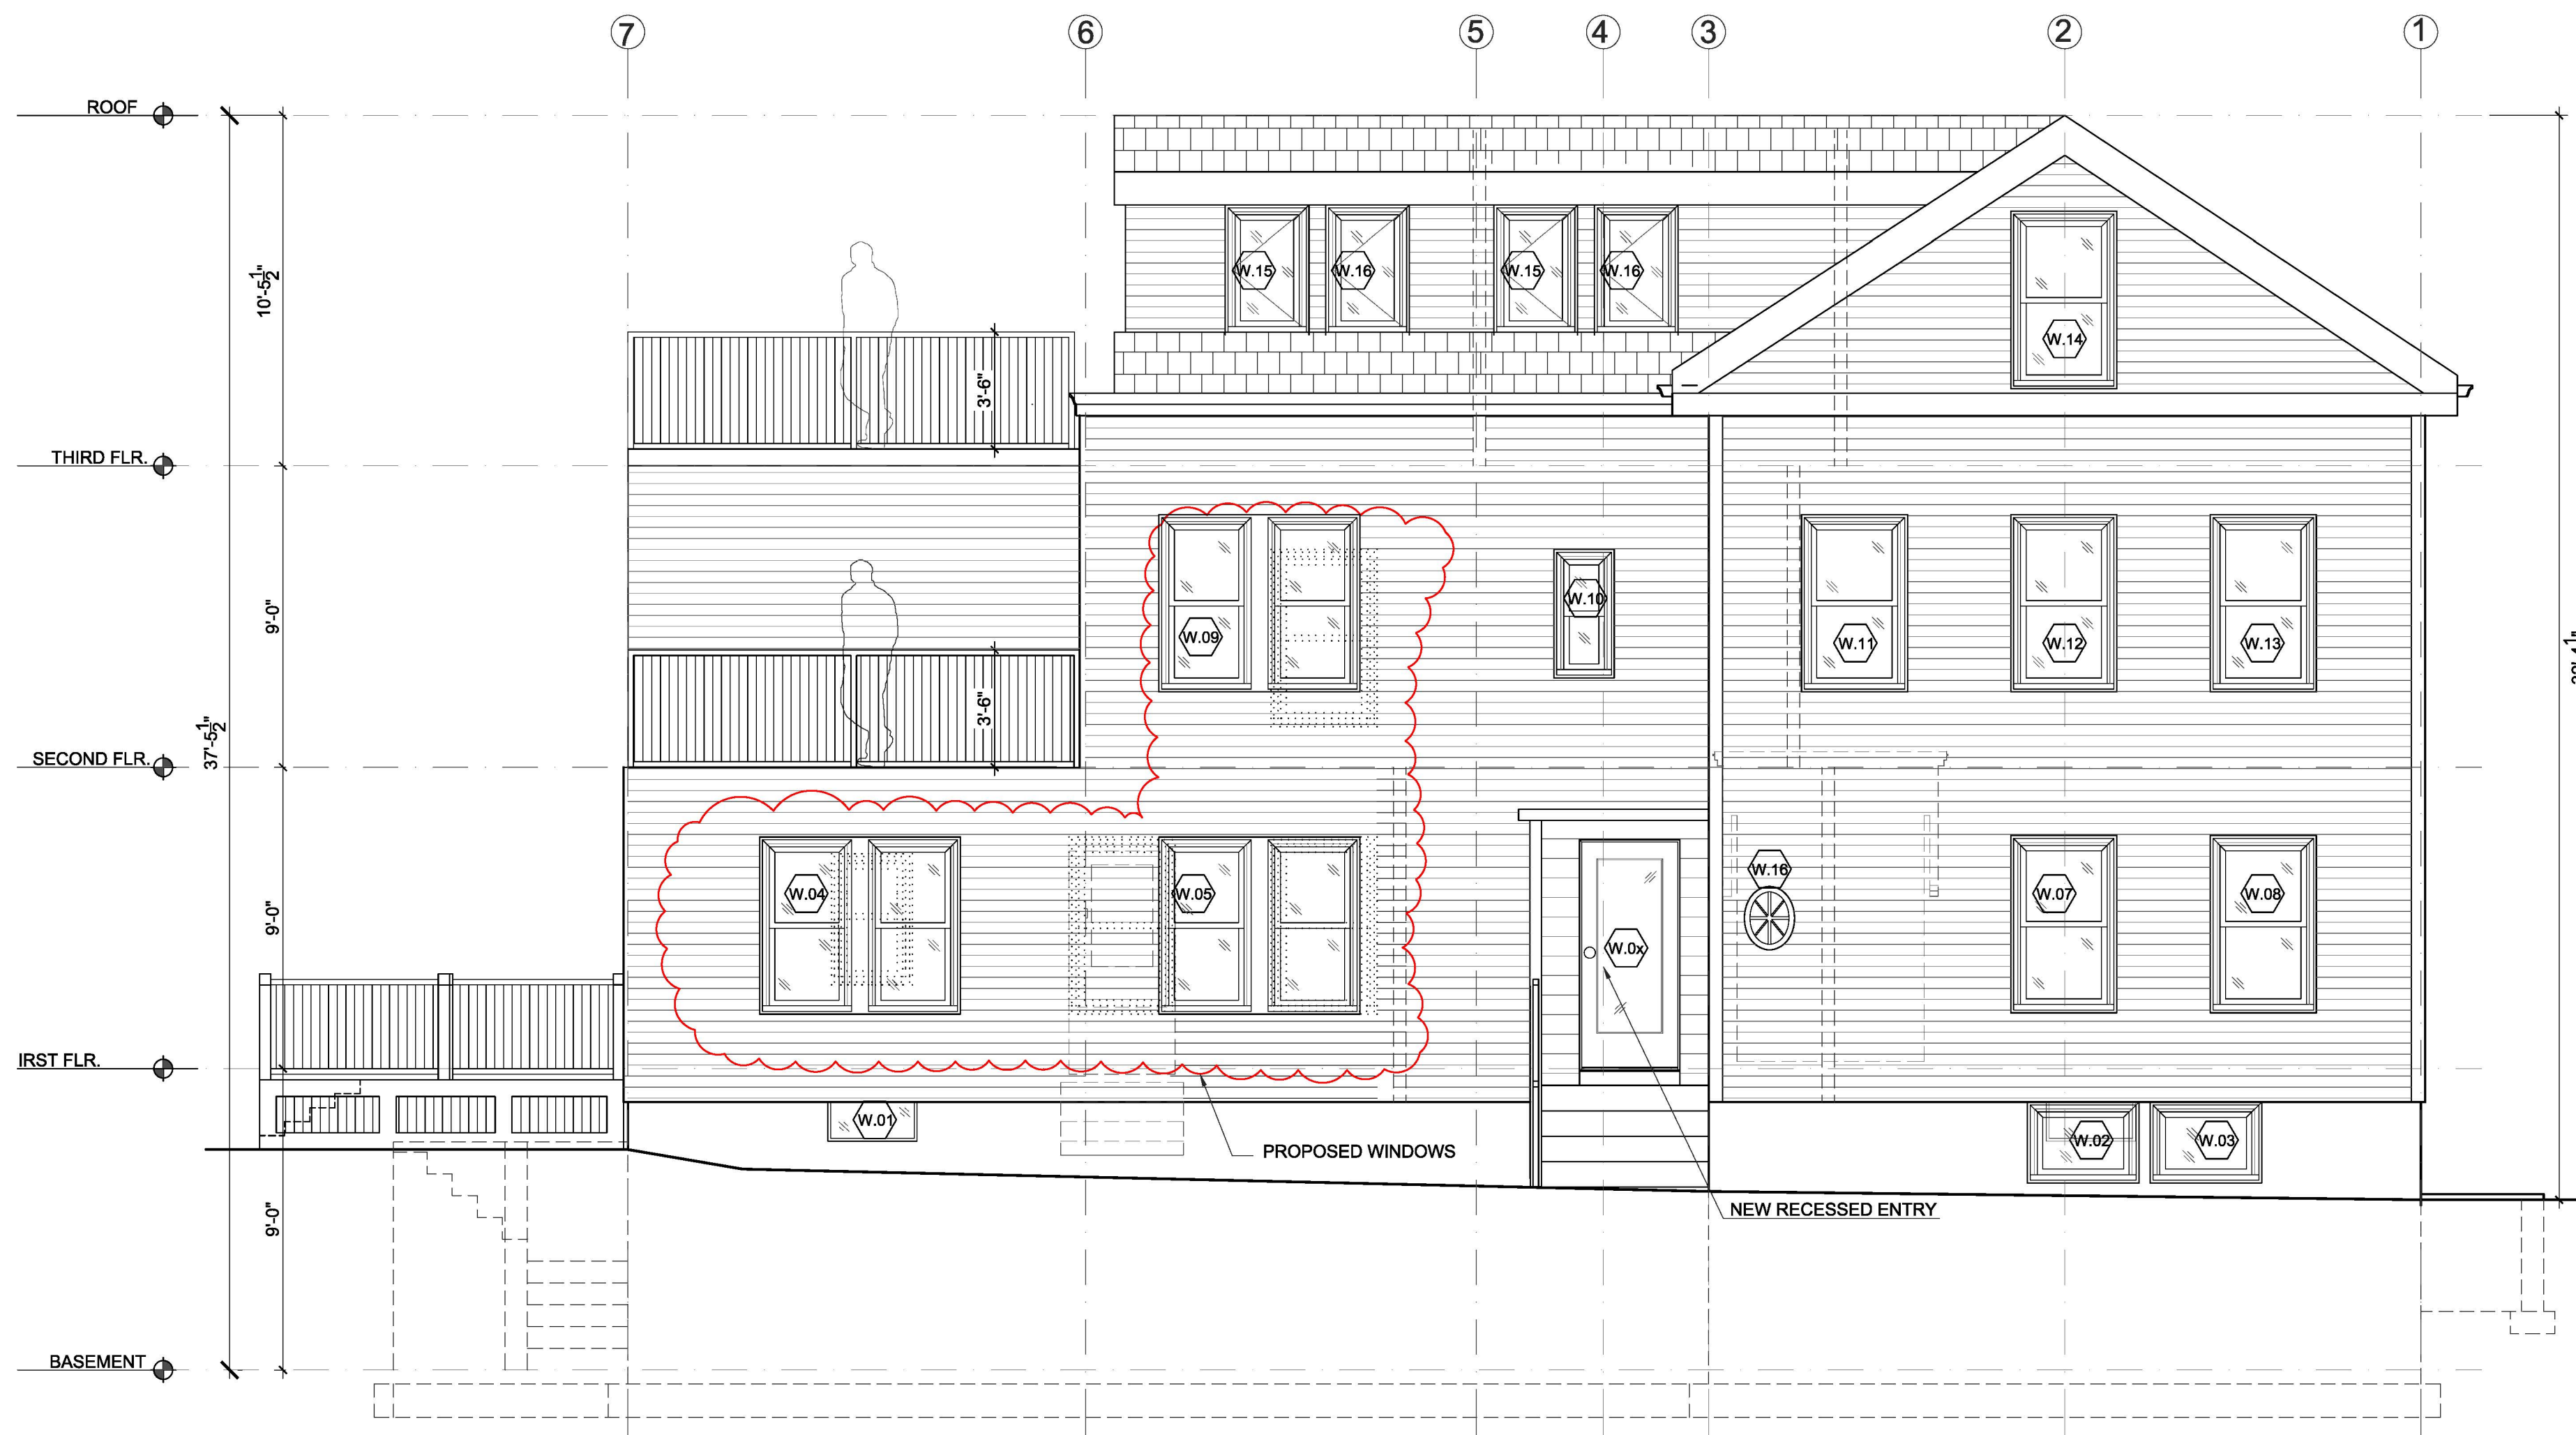 7 6 5 4 3 2 1
ROOF
10'-5 1/2"
W.15 W.16 W.15 W.16
W.14
3'-6"
THIRD FLR.
9'-0"
W.10
W.09 W.11 W.12 W.13
3'-6"
37'-5 1/2"
SECOND FLR.
W.16
W.04 W.05 W.07 W.08
9'-0"
W.0x
IRST FLR.
W.01
W.02 W.03
PROPOSED WINDOWS
NEW RECESSED ENTRY
9'-0"
BASEMENT